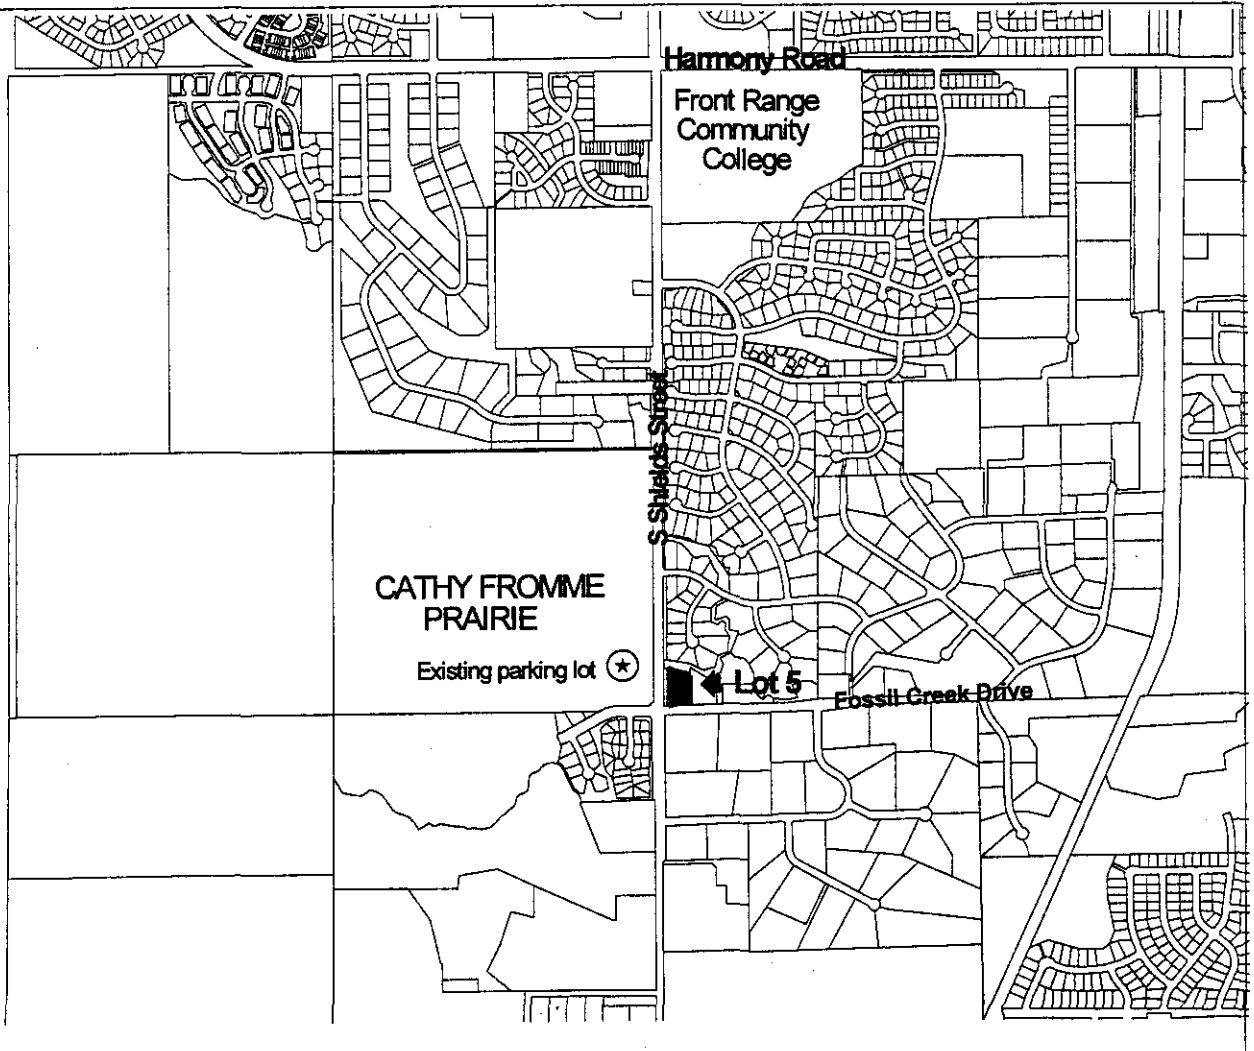 Harmony Road
Front Range
Community
College
S Shields Street
CATHY FROMME
PRAIRIE
Existing parking lot
Lot 5
Fossil Creek Drive